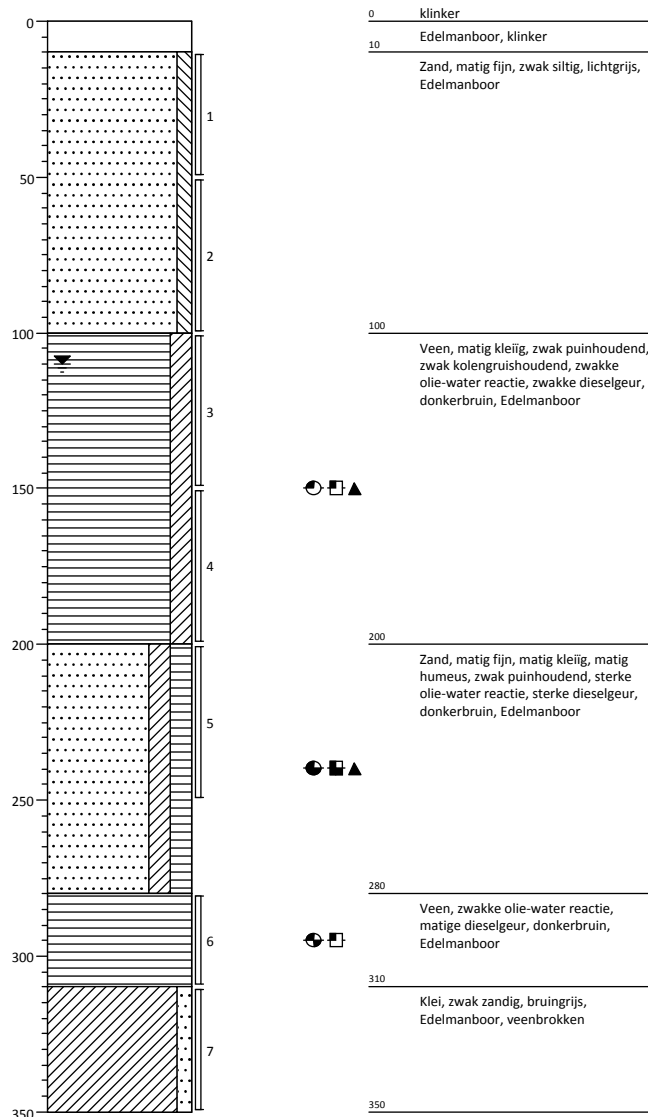 0
0 klinker
Edelmanboor, klinker
10
Zand, matig fijn, zwak siltig, lichtgrijs,
Edelmanboor
1
50
2
100
100
Veen, matig kleiïg, zwak puinhoudend,
zwak kolengruishoudend, zwakke
olie-water reactie, zwakke dieselgeur,
donkerbruin, Edelmanboor
3
150
4
200
200
Zand, matig fijn, matig kleiïg, matig
humeus, zwak puinhoudend, sterke
olie-water reactie, sterke dieselgeur,
donkerbruin, Edelmanboor
5
250
280
Veen, zwakke olie-water reactie,
matige dieselgeur, donkerbruin,
Edelmanboor
6
300
310
Klei, zwak zandig, bruingrijs,
Edelmanboor, veenbrokken
7
350
350